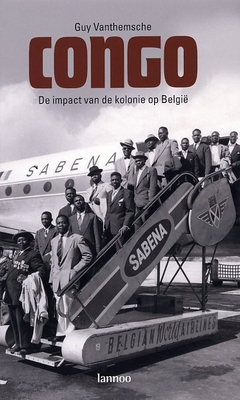 Guy Vanthemsche
CONGO
De impact van de kolonie op België
SABENA
SABENA
BELGIAN World AIRLINES
lannoo